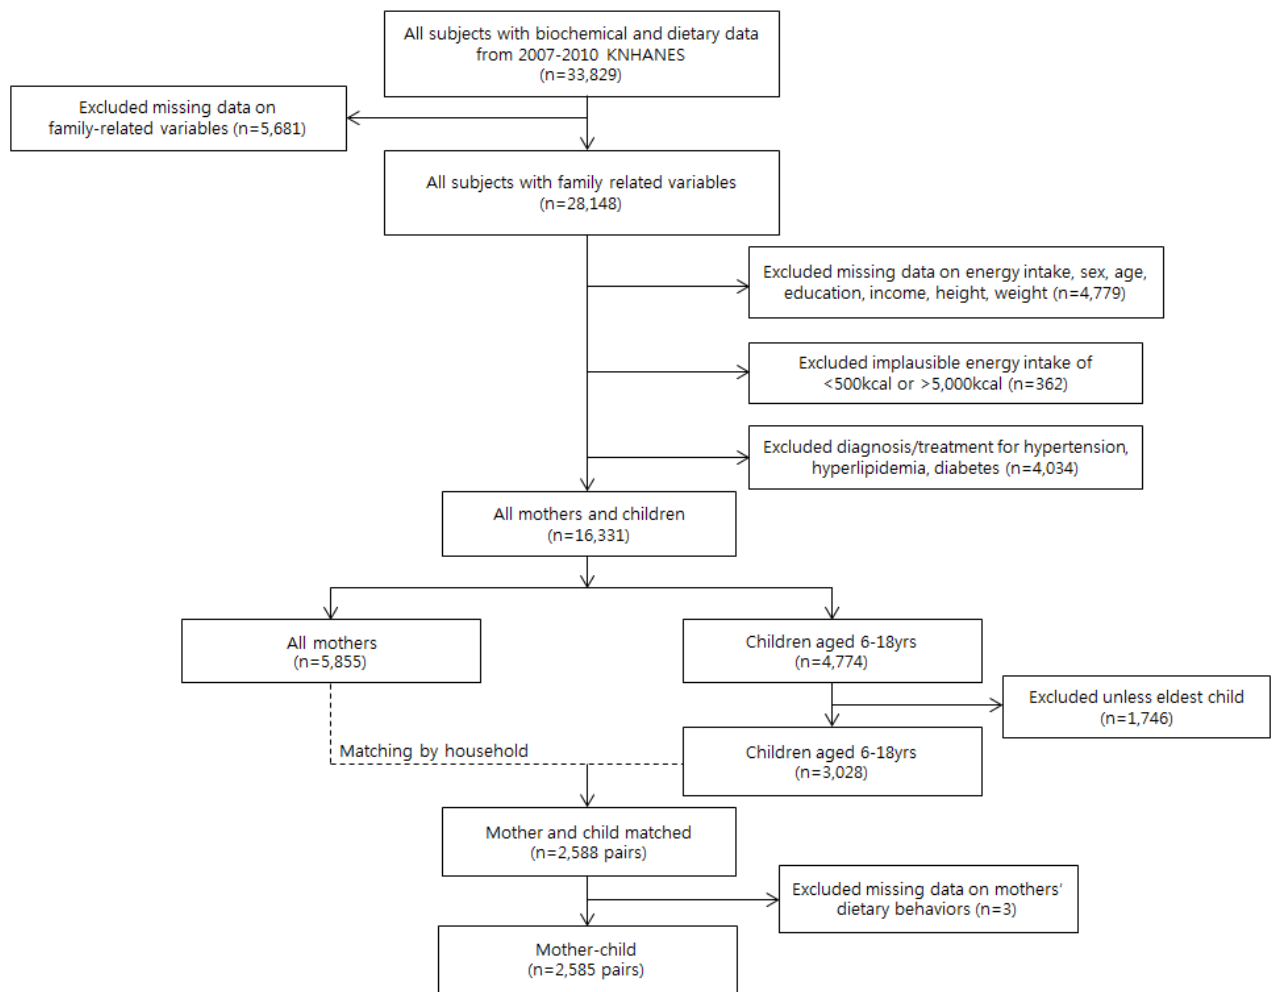 All subjects with biochemical and dietary data
from 2007-2010 KNHANES
(n=33,829)
Excluded missing data on
family-related variables (n=5,681)
All subjects with family related variables
(n=28,148)
Excluded missing data on energy intake, sex, age,
education, income, height, weight (n=4,779)
Excluded implausible energy intake of
<500kcal or >5,000kcal (n=362)
Excluded diagnosis/treatment for hypertension,
hyperlipidemia, diabetes (n=4,034)
All mothers and children
(n=16,331)
All mothers
(n=5,855)
Children aged 6-18yrs
(n=4,774)
Excluded unless eldest child
(n=1,746)
Matching by household
Children aged 6-18yrs
(n=3,028)
Mother and child matched
(n=2,588 pairs)
Excluded missing data on mothers'
dietary behaviors (n=3)
Mother-child
(n=2,585 pairs)